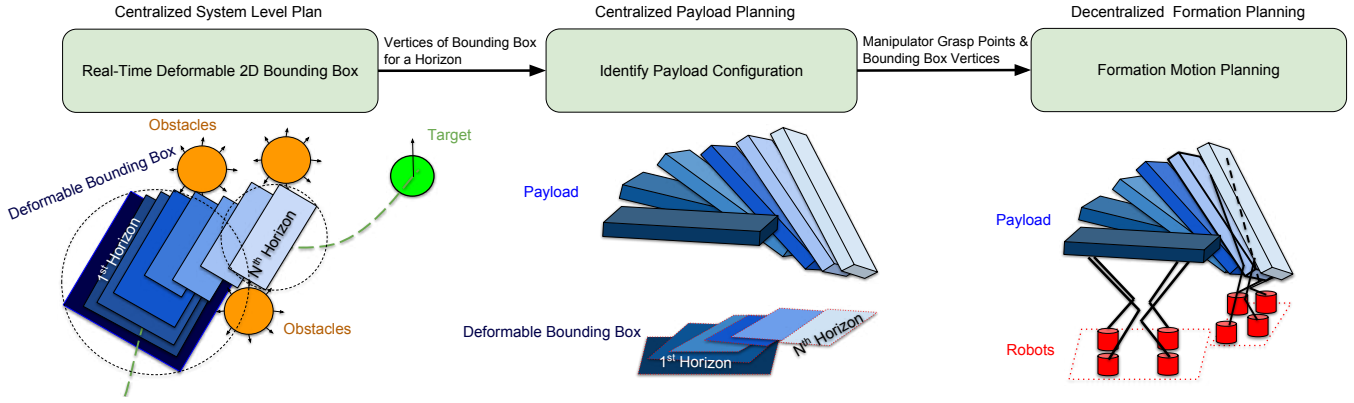 Centralized System Level Plan
Centralized Payload Planning
Decentralized Formation Planning
Real-Time Deformable 2D Bounding Box
Vertices of Bounding Box
for a Horizon
Identify Payload Configuration
Manipulator Grasp Points &
Bounding Box Vertices
Formation Motion Planning
Obstacles
Target
Deformable Bounding Box
1st Horizon
Nth Horizon
Obstacles
Payload
Deformable Bounding Box
1st Horizon
Nth Horizon
Payload
Robots